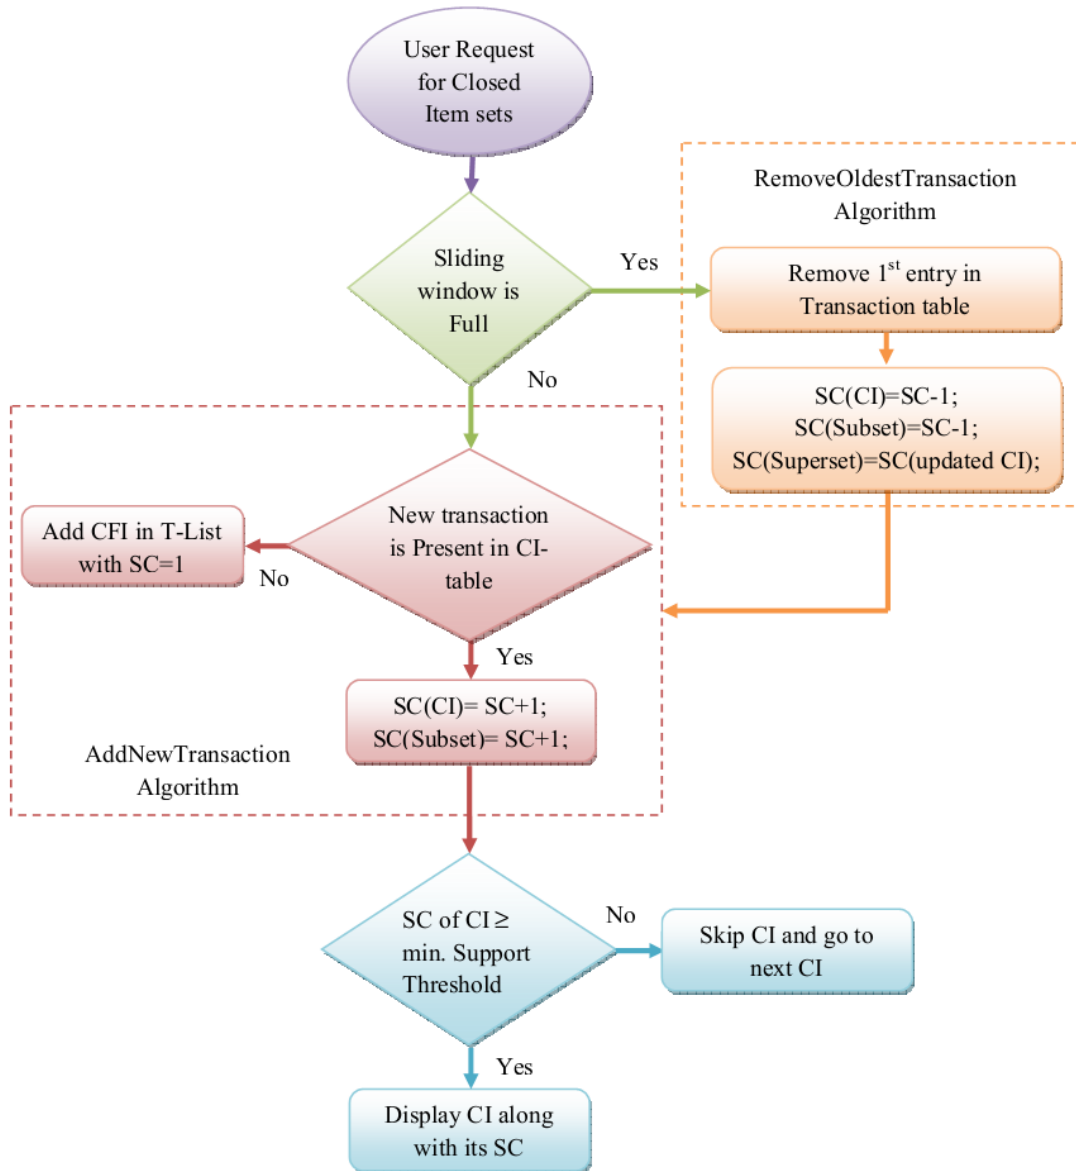 User Request
for Closed
Item sets
RemoveOldestTransaction
Algorithm
Sliding
window is
Full
Yes
Remove 1st entry in
Transaction table
No
SC(CI)=SC-1;
SC(Subset)=SC-1;
SC(Superset)=SC(updated CI);
New transaction
is Present in CI-
table
Add CFI in T-List
with SC=1
No
Yes
SC(CI)= SC+1;
SC(Subset)= SC+1;
AddNewTransaction
Algorithm
SC of CI ≥
min. Support
Threshold
No
Skip CI and go to
next CI
Yes
Display CI along
with its SC